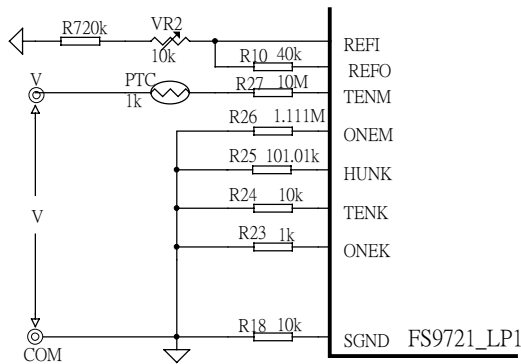 R720k
VR2
10k
REFI
R10 40k
REFO
V
PTC
1k
R27 10M
TENM
R26 1.111M
ONEM
R25 101.01k
HUNK
R24 10k
TENK
V
R23 1k
ONEK
R18 10k
SGND FS9721_LP1
COM